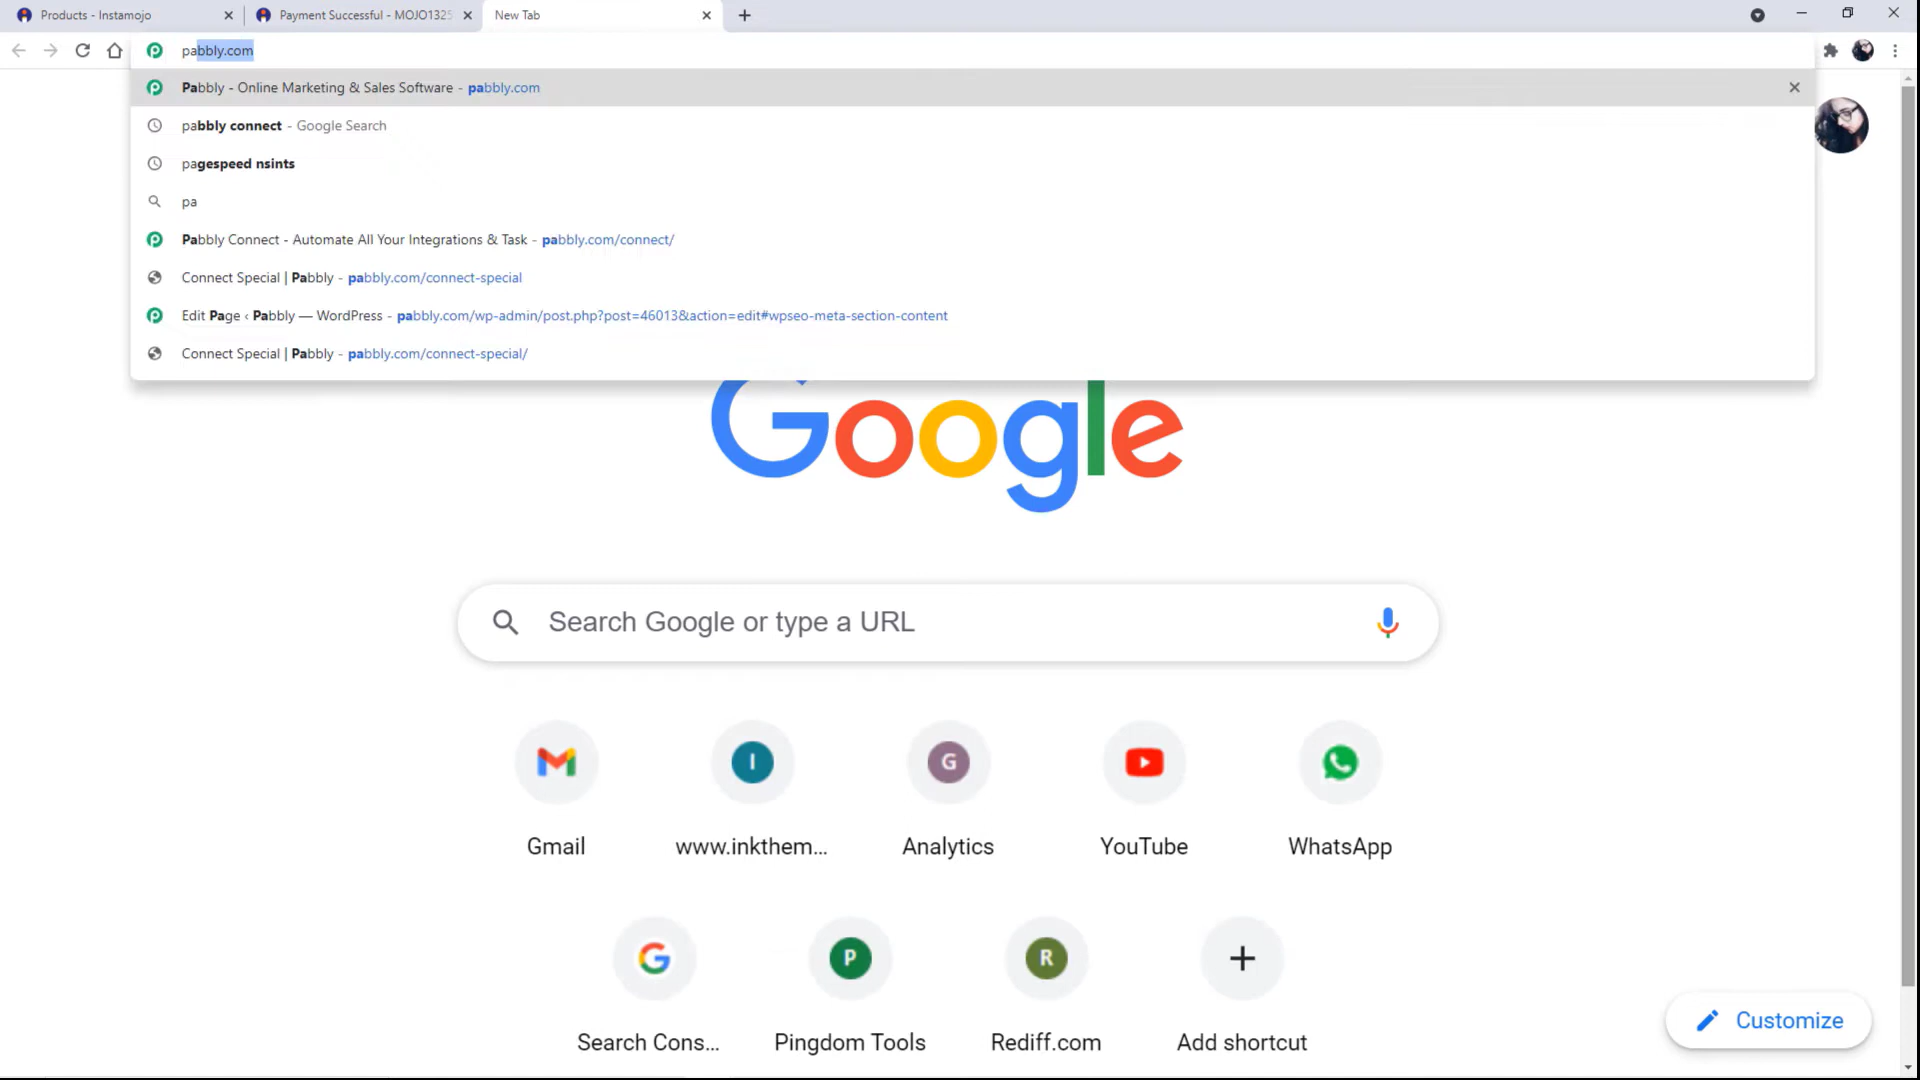 Products - Instamojo
Payment Successful - MOJO1325
New Tab
pabbly.com
Pabbly - Online Marketing & Sales Software - pabbly.com
pabbly connect - Google Search
pagespeed nsints
pa
Pabbly Connect - Automate All Your Integrations & Task - pabbly.com/connect/
Connect Special | Pabbly - pabbly.com/connect-special
Edit Page ‹ Pabbly — WordPress - pabbly.com/wp-admin/post.php?post=46013&action=edit#wpseo-meta-section-content
Connect Special | Pabbly - pabbly.com/connect-special/
Google
Search Google or type a URL
I
G
Gmail
www.inkthem...
Analytics
YouTube
WhatsApp
P
R
Search Cons...
Pingdom Tools
Rediff.com
Add shortcut
Customize